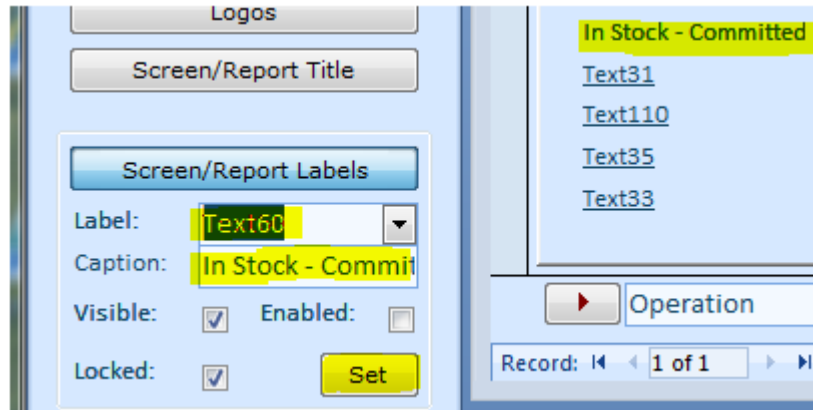 Logos
Screen/Report Title
Screen/Report Labels
Label: Text60
Caption: In Stock - Commit
Visible: Enabled:
Locked: Set
In Stock - Committed
Text31
Text110
Text35
Text33
Operation
Record: 1 of 1